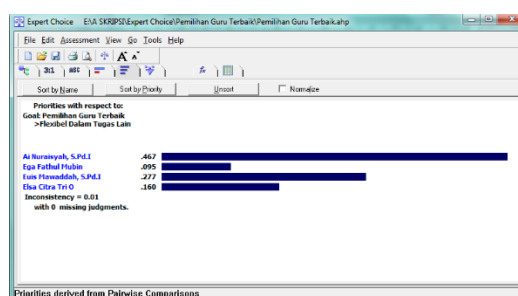 Expert Choice E:\A SKRIPSI\Expert Choice\Pemilihan Guru Terbaik\Pemilihan Guru Terbaik.ahp
File Edit Assessment View Go Tools Help
A A
3:1 ABC
Sort by Name Sort by Priority Unsort Normalize
Priorities with respect to:
Goal: Pemilihan Guru Terbaik
>Flexibel Dalam Tugas Lain
Ai Nuraisyah, S.Pd.I .467
Ega Fathul Mubin .095
Euis Mawaddah, S.Pd.I .277
Elsa Citra Tri O .160
Inconsistency = 0.01
with 0 missing judgments.
Priorities derived from Pairwise Comparisons